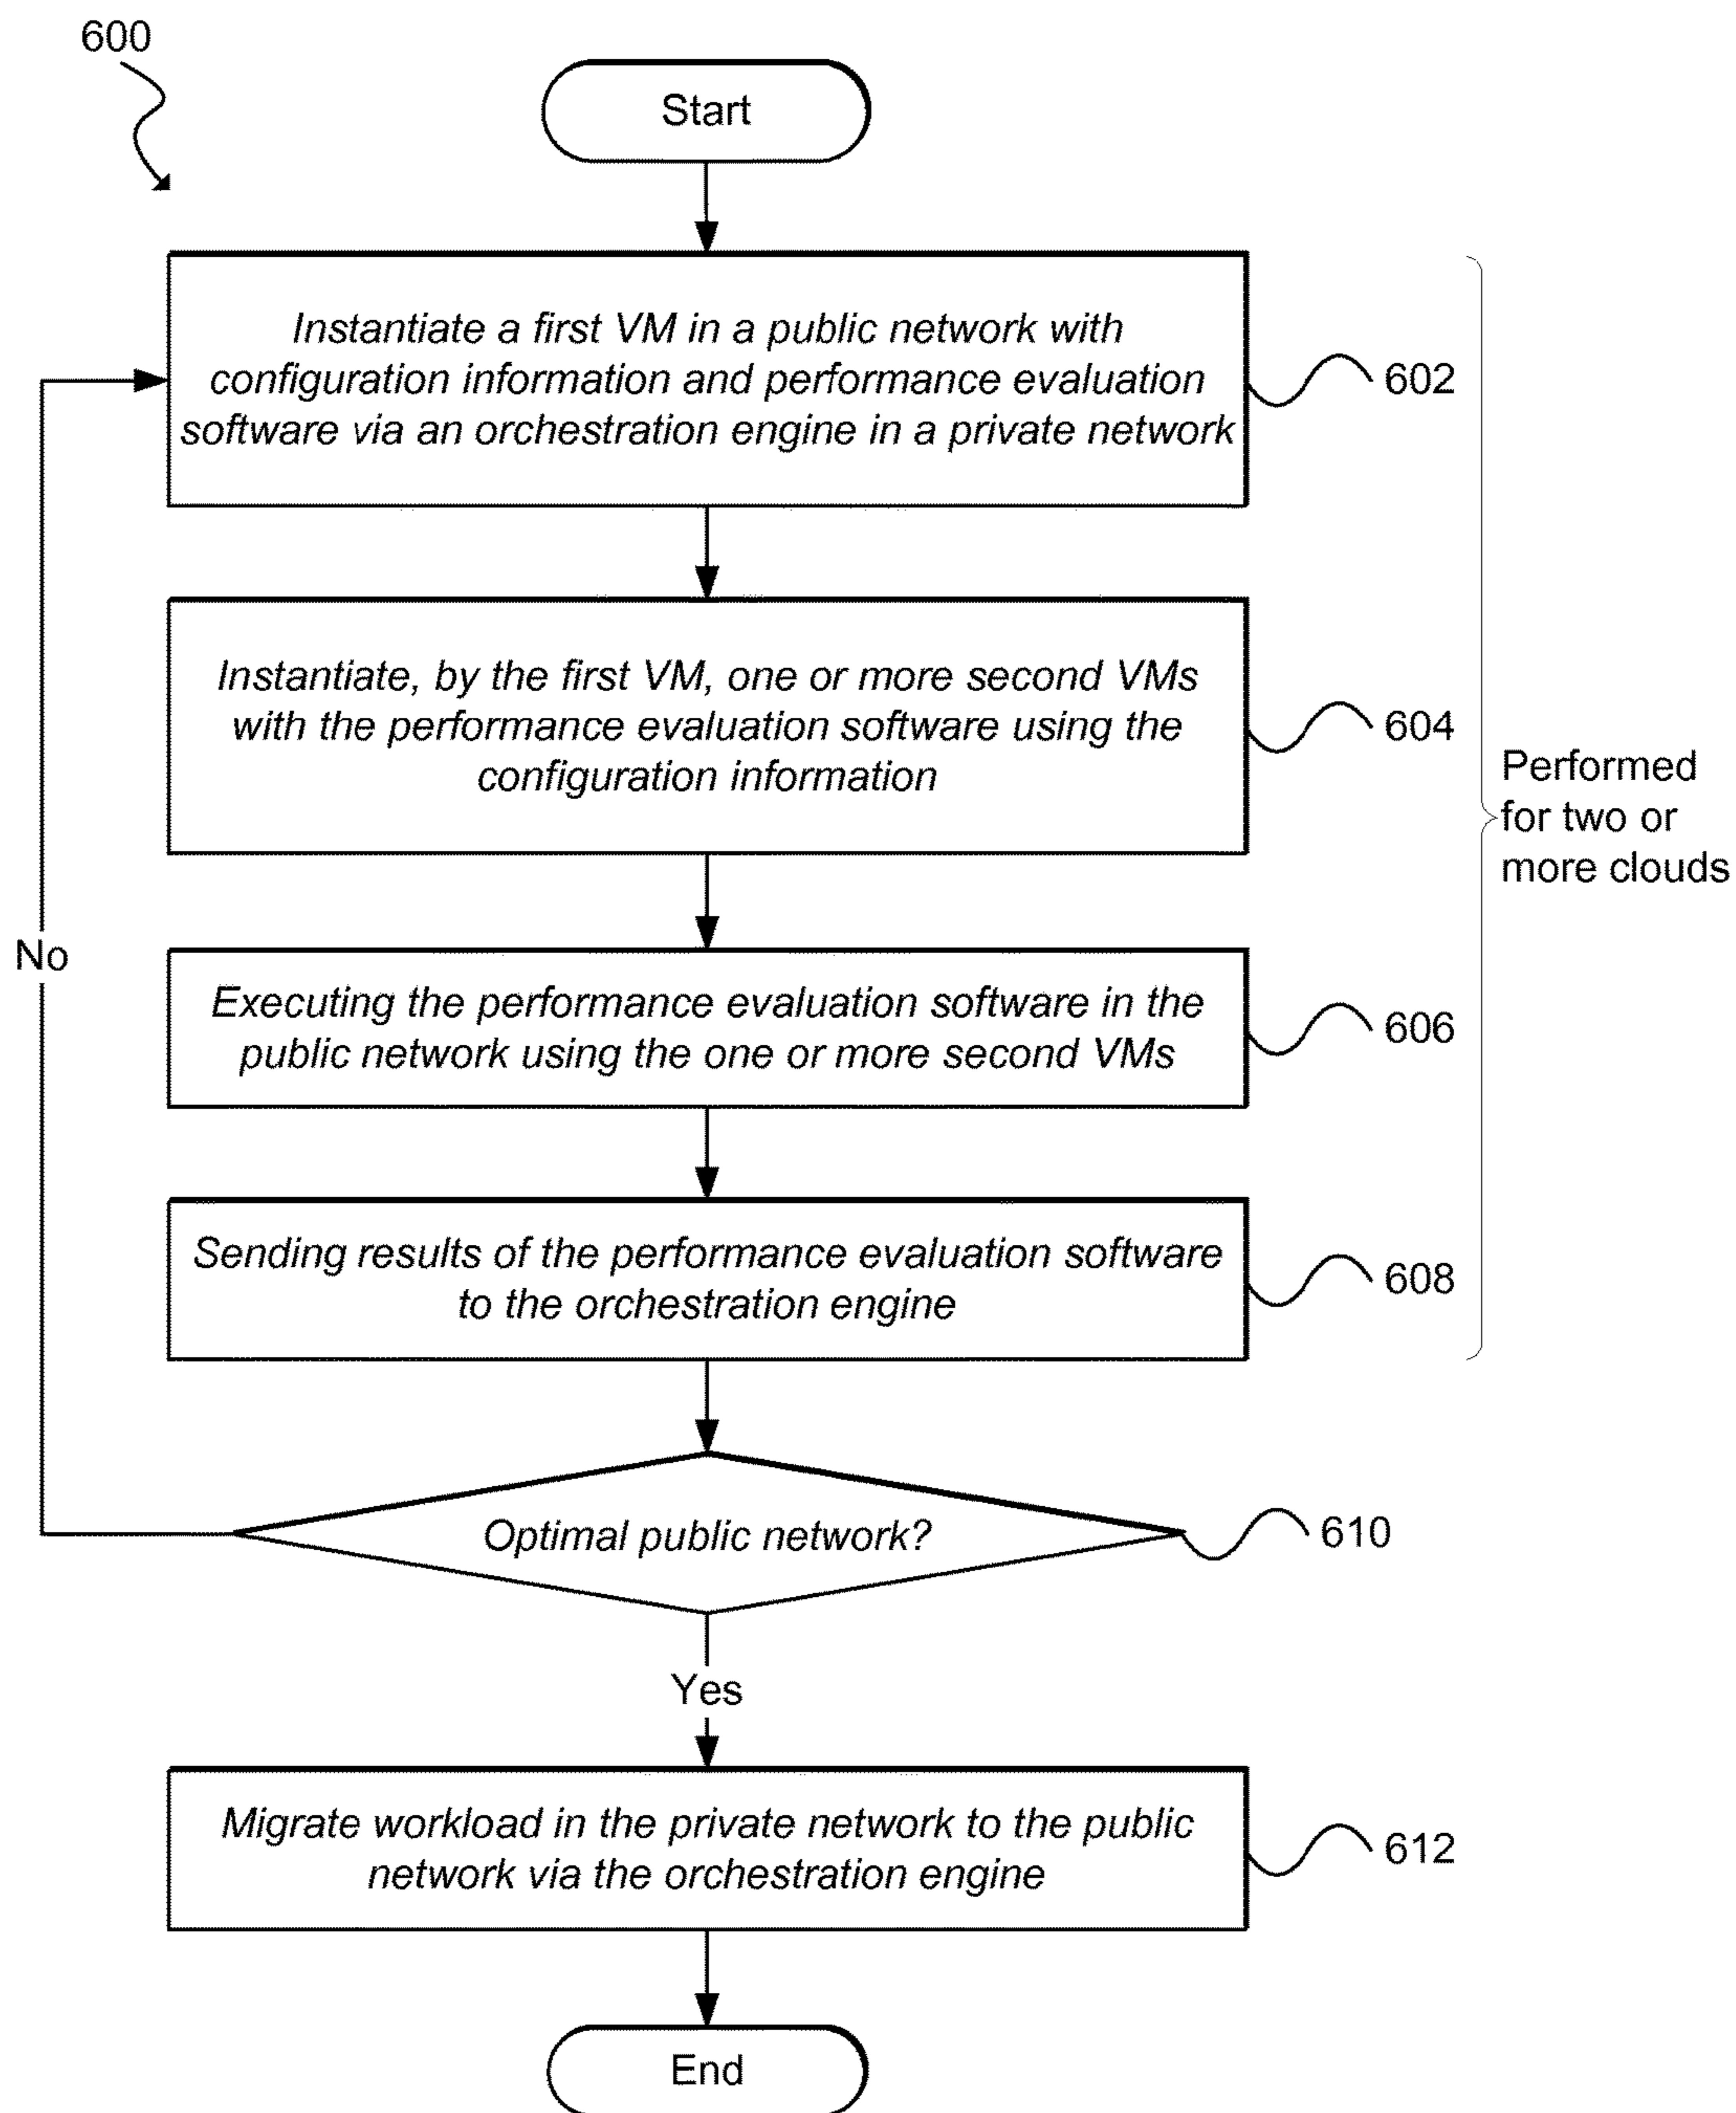 600
Start
Instantiate a first VM in a public network with
configuration information and performance evaluation
software via an orchestration engine in a private network
602
Instantiate, by the first VM, one or more second VMs
with the performance evaluation software using the
configuration information
604
Performed
for two or
more clouds
No
Executing the performance evaluation software in the
public network using the one or more second VMs
606
Sending results of the performance evaluation software
to the orchestration engine
608
Optimal public network?
610
Yes
Migrate workload in the private network to the public
network via the orchestration engine
612
End